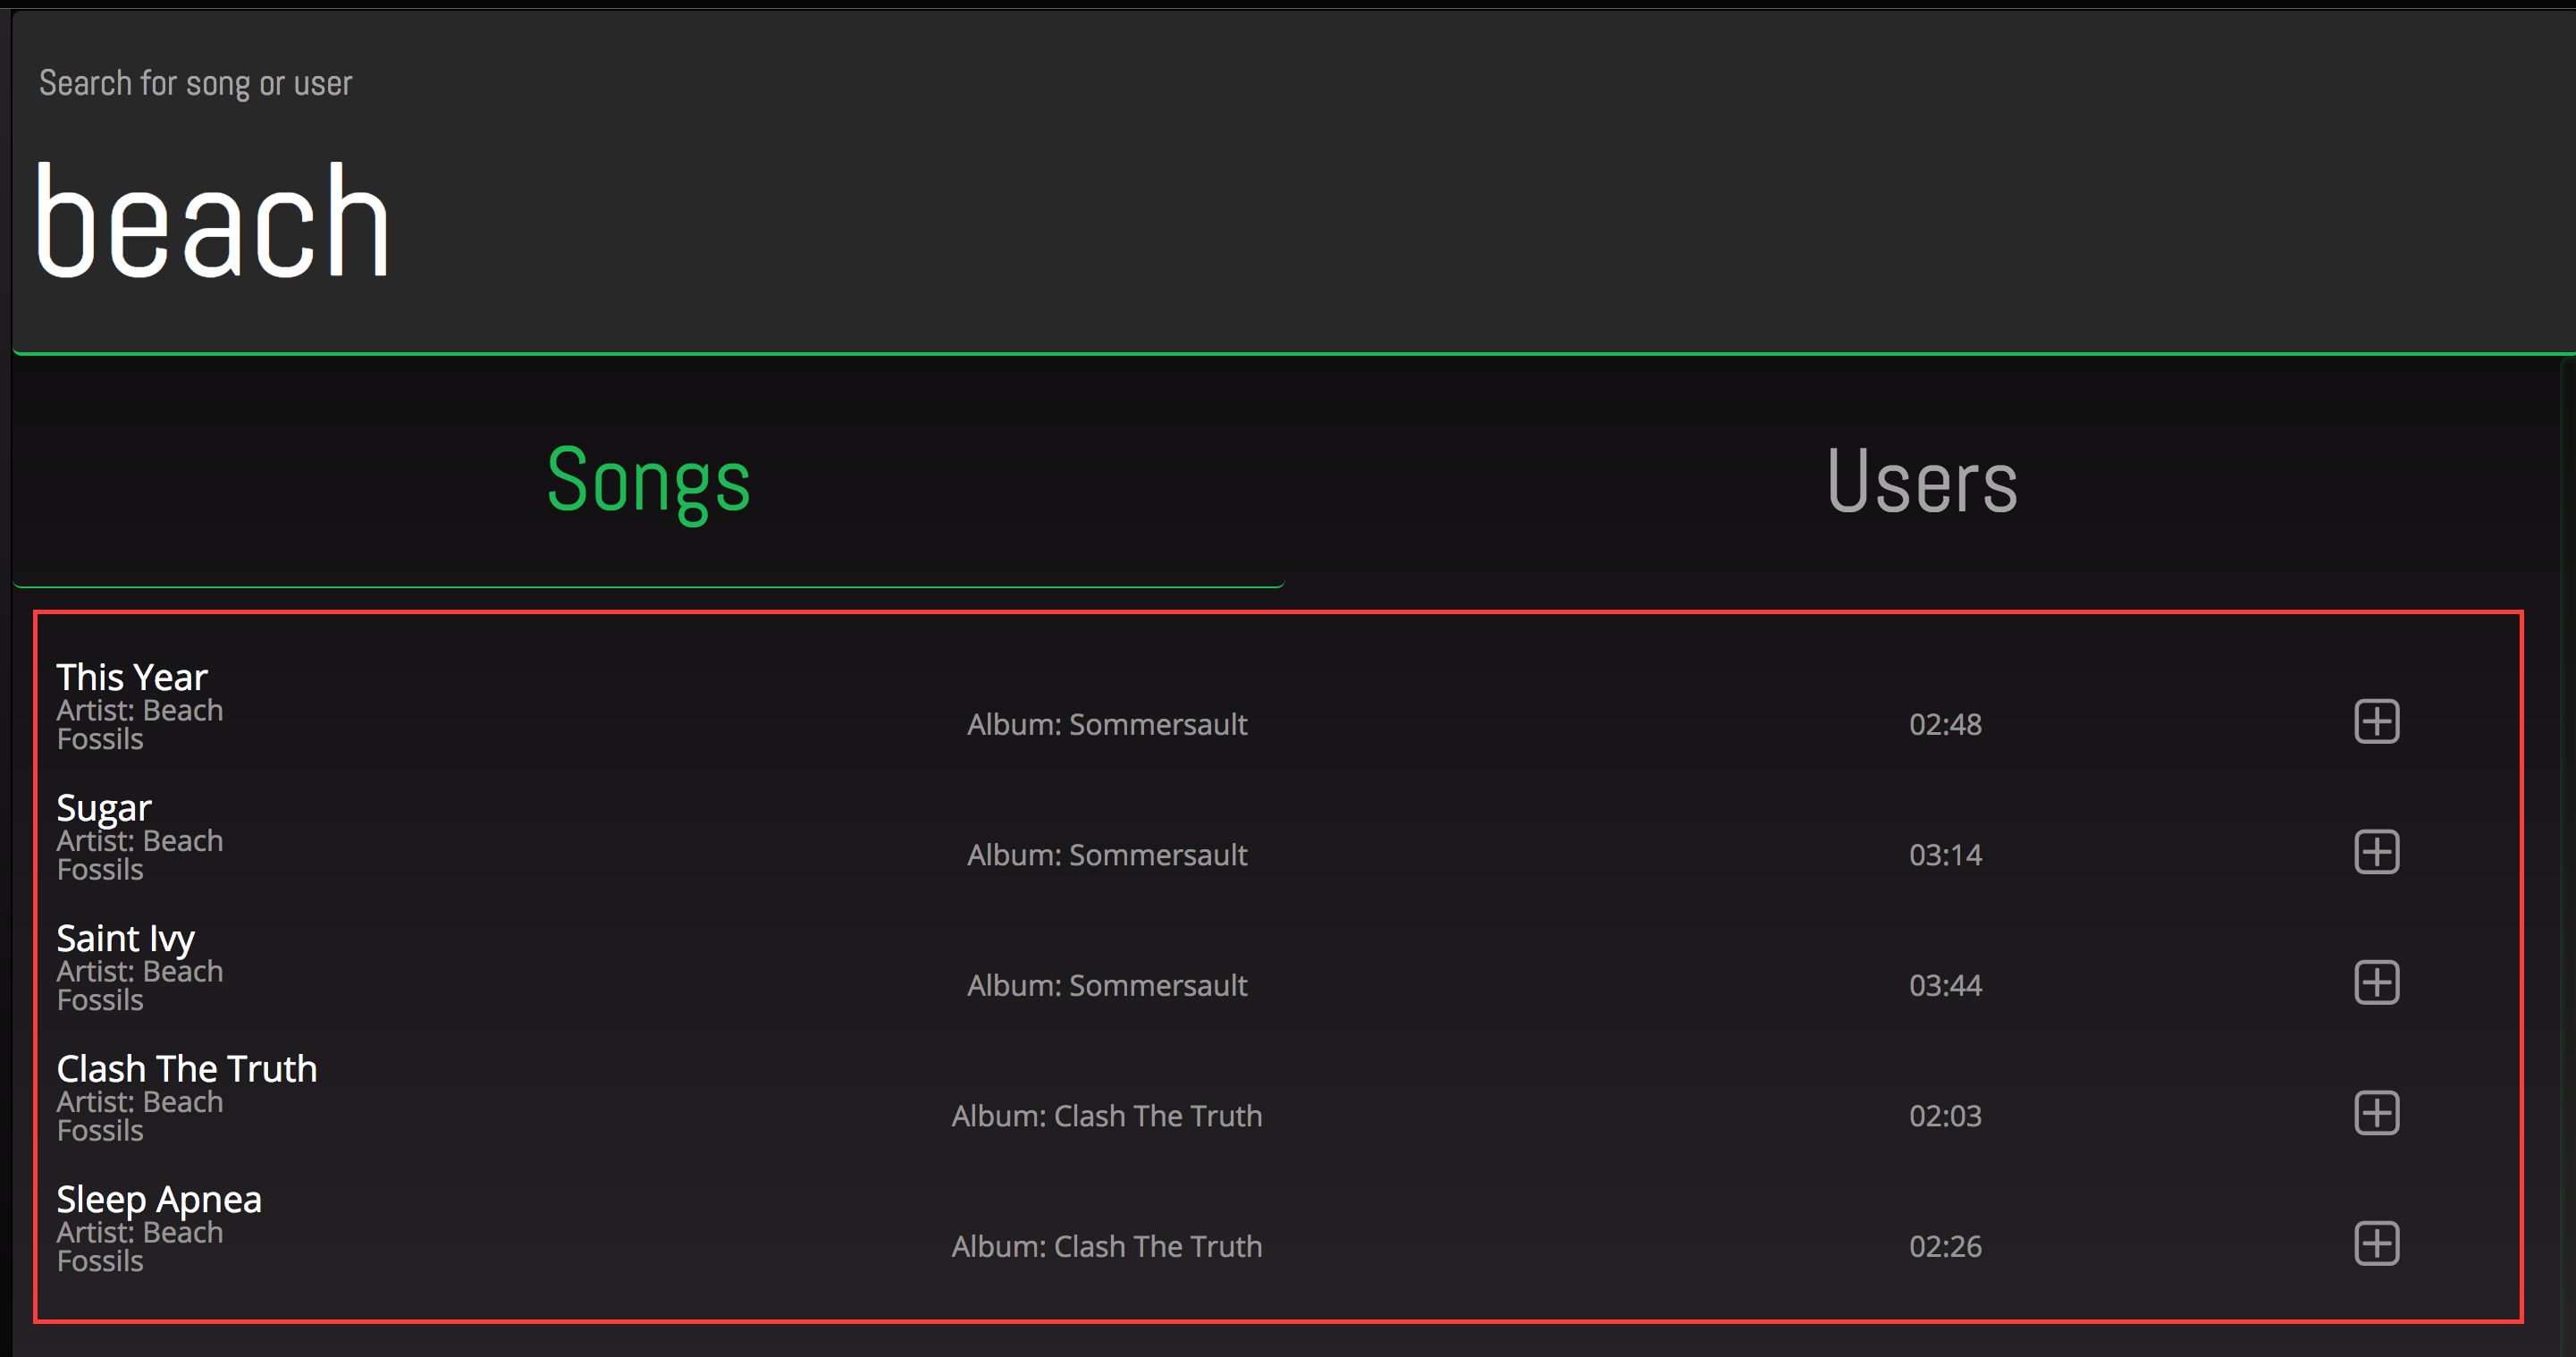 Search for song or user
beach
Songs
Users
This Year
Artist: Beach
Fossils
Album: Sommersault
02:48
Sugar
Artist: Beach
Fossils
Album: Sommersault
03:14
Saint Ivy
Artist: Beach
Fossils
Album: Sommersault
03:44
Clash The Truth
Artist: Beach
Fossils
Album: Clash The Truth
02:03
Sleep Apnea
Artist: Beach
Fossils
Album: Clash The Truth
02:26